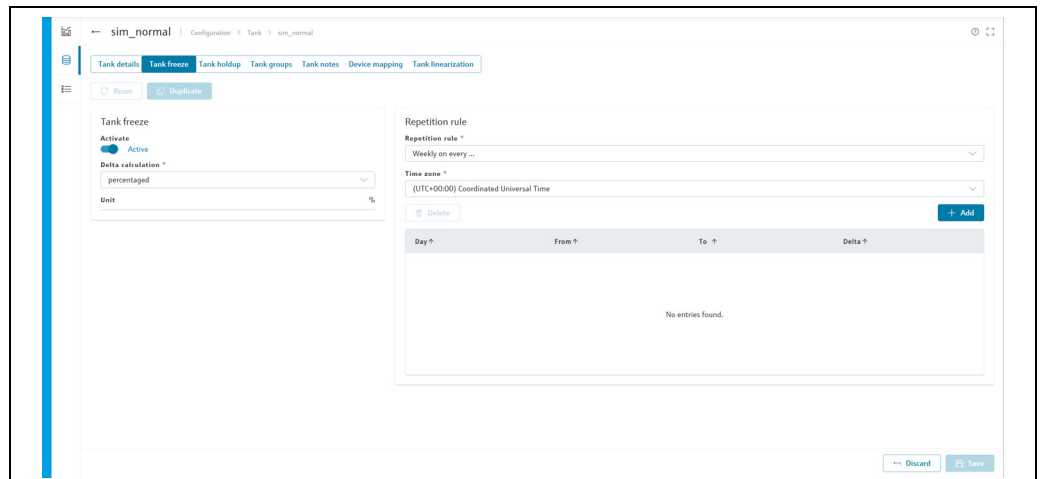 ← sim_normal | Configuration > Tank > sim_normal
Tank details Tank freeze Tank holdup Tank groups Tank notes Device mapping Tank linearization
Reset Duplicate
Tank freeze
Activate
Active
Delta calculation *
percentaged
Unit %
Repetition rule
Repetition rule *
Weekly on every ...
Time zone *
(UTC+00:00) Coordinated Universal Time
Delete + Add
Day ↑ From ↑ To ↑ Delta ↑
No entries found.
Discard Save